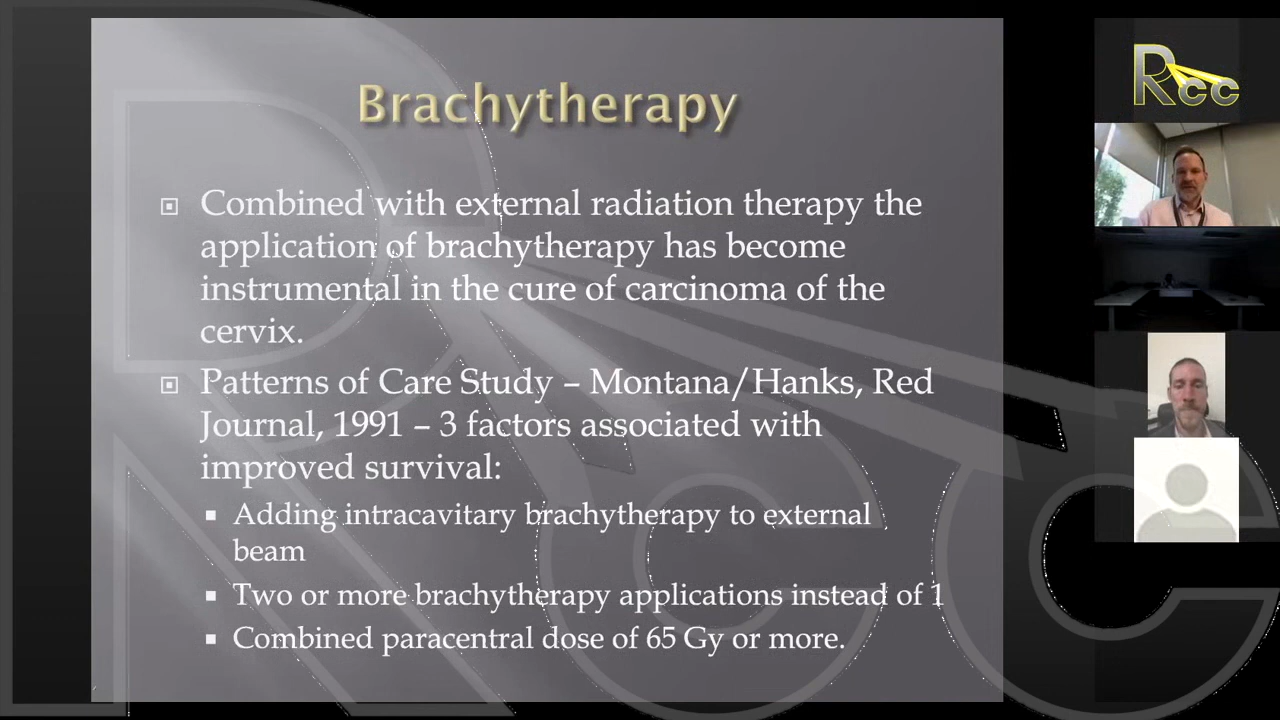 Brachytherapy
Combined with external radiation therapy the
application of brachytherapy has become
instrumental in the cure of carcinoma of the
cervix.
Patterns of Care Study – Montana/Hanks, Red
Journal, 1991 – 3 factors associated with
improved survival:
Adding intracavitary brachytherapy to external
beam
Two or more brachytherapy applications instead of 1
Combined paracentral dose of 65 Gy or more.
Rcc
Rcc